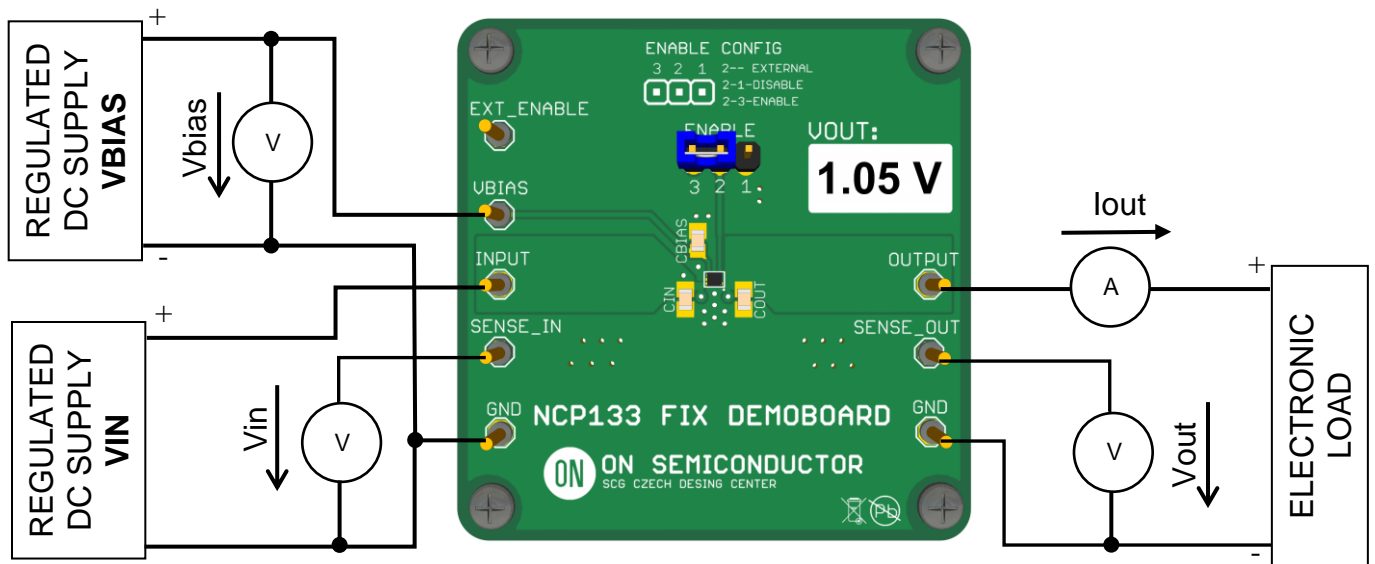 REGULATED
DC SUPPLY
VBIAS
+
-
Vbias
V
REGULATED
DC SUPPLY
VIN
+
Vin
V
ENABLE CONFIG
3 2 1
2-- EXTERNAL
2-1-DISABLE
2-3-ENABLE
EXT_ENABLE
ENABLE
3 2 1
VOUT:
1.05 V
VBIAS
CBIAS
INPUT
OUTPUT
CIN
COUT
SENSE_IN
SENSE_OUT
GND
NCP133 FIX DEMOBOARD
GND
ON
ON SEMICONDUCTOR
SCG CZECH DESING CENTER
Pb
Iout
A
+
V
Vout
-
ELECTRONIC
LOAD